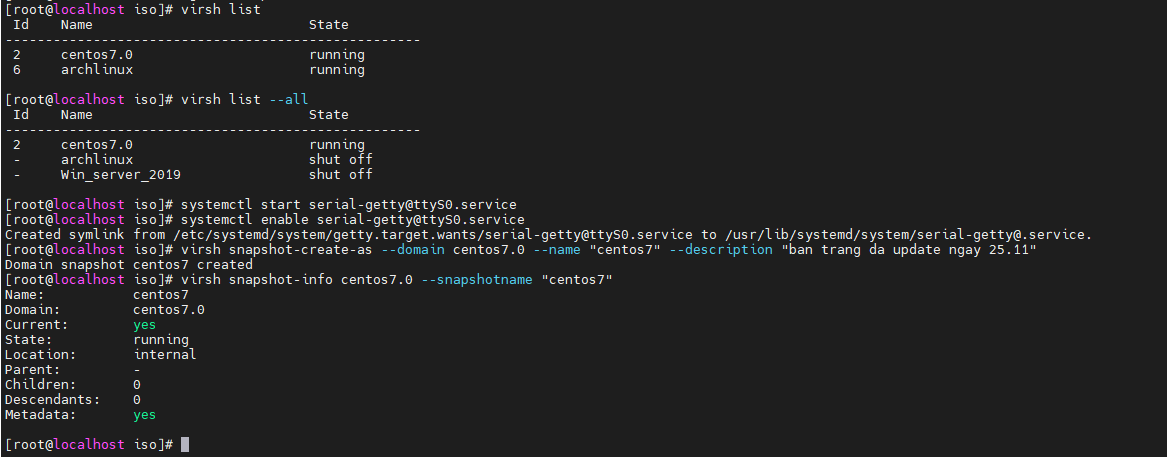 [root@localhost iso]# virsh list
 Id    Name                           State
----------------------------------------------------
 2     centos7.0                      running
 6     archlinux                      running

[root@localhost iso]# virsh list --all
 Id    Name                           State
----------------------------------------------------
 2     centos7.0                      running
 -     archlinux                      shut off
 -     Win_server_2019                shut off

[root@localhost iso]# systemctl start serial-getty@ttyS0.service
[root@localhost iso]# systemctl enable serial-getty@ttyS0.service
Created symlink from /etc/systemd/system/getty.target.wants/serial-getty@ttyS0.service to /usr/lib/systemd/system/serial-getty@.service.
[root@localhost iso]# virsh snapshot-create-as --domain centos7.0 --name "centos7" --description "ban trang da update ngay 25.11"
Domain snapshot centos7 created
[root@localhost iso]# virsh snapshot-info centos7.0 --snapshotname "centos7"
Name:           centos7
Domain:         centos7.0
Current:        yes
State:          running
Location:       internal
Parent:         -
Children:       0
Descendants:    0
Metadata:       yes

[root@localhost iso]#